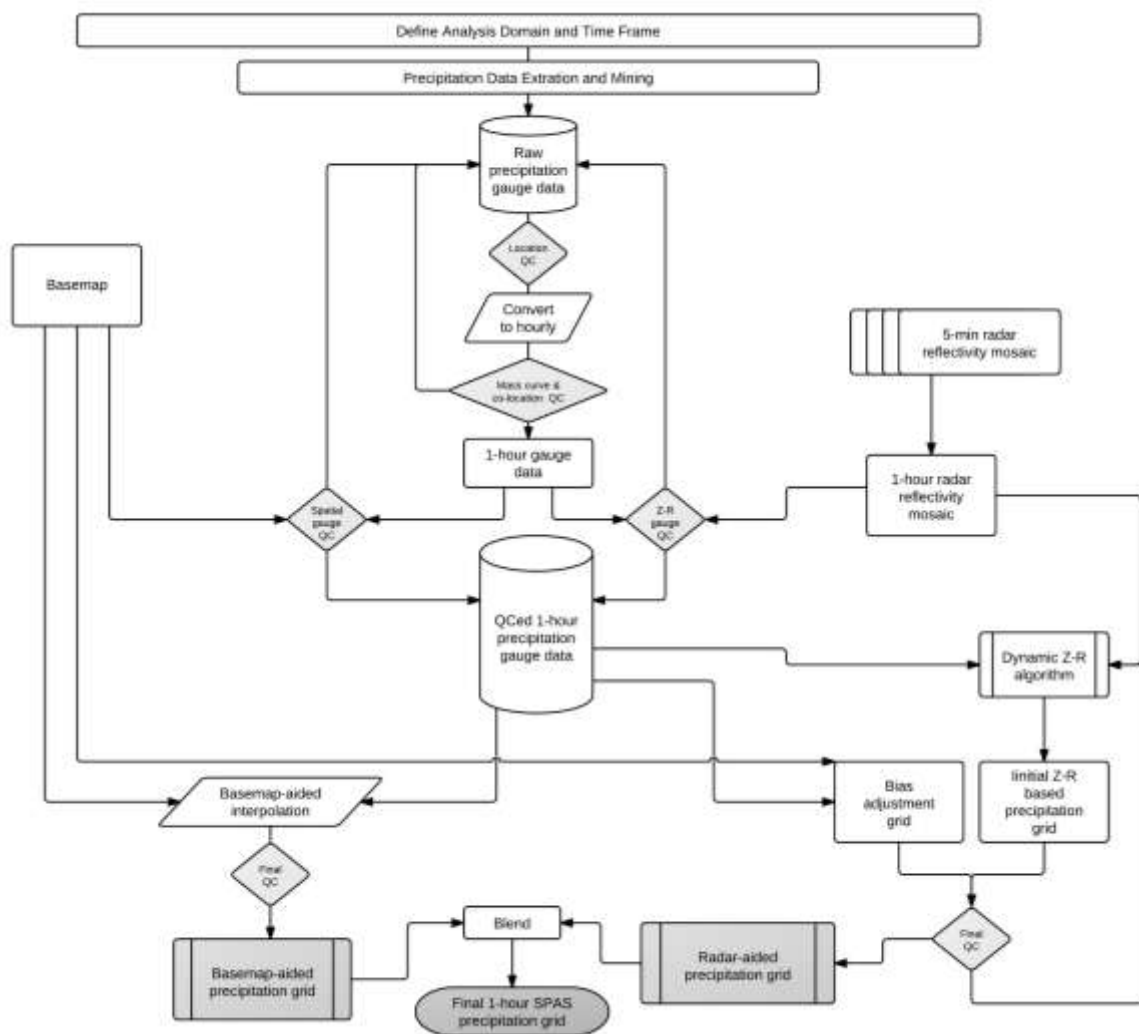 Define Analysis Domain and Time Frame
Precipitation Data Extration and Mining
Raw
precipitation
gauge data
Location
QC
Basemap
Convert
to hourly
5-min radar
reflectivity mosaic
Mass curve &
co-location QC
1-hour gauge
data
1-hour radar
reflectivity
mosaic
Spatial
gauge
QC
Z-R
gauge
QC
QCed 1-hour
precipitation
gauge data
Dynamic Z-R
algorithm
Basemap-aided
interpolation
Bias
adjustment
grid
Iinitial Z-R
based
precipitation
grid
Final
QC
Blend
Final
QC
Basemap-aided
precipitation grid
Radar-aided
precipitation grid
Final 1-hour SPAS
precipitation grid